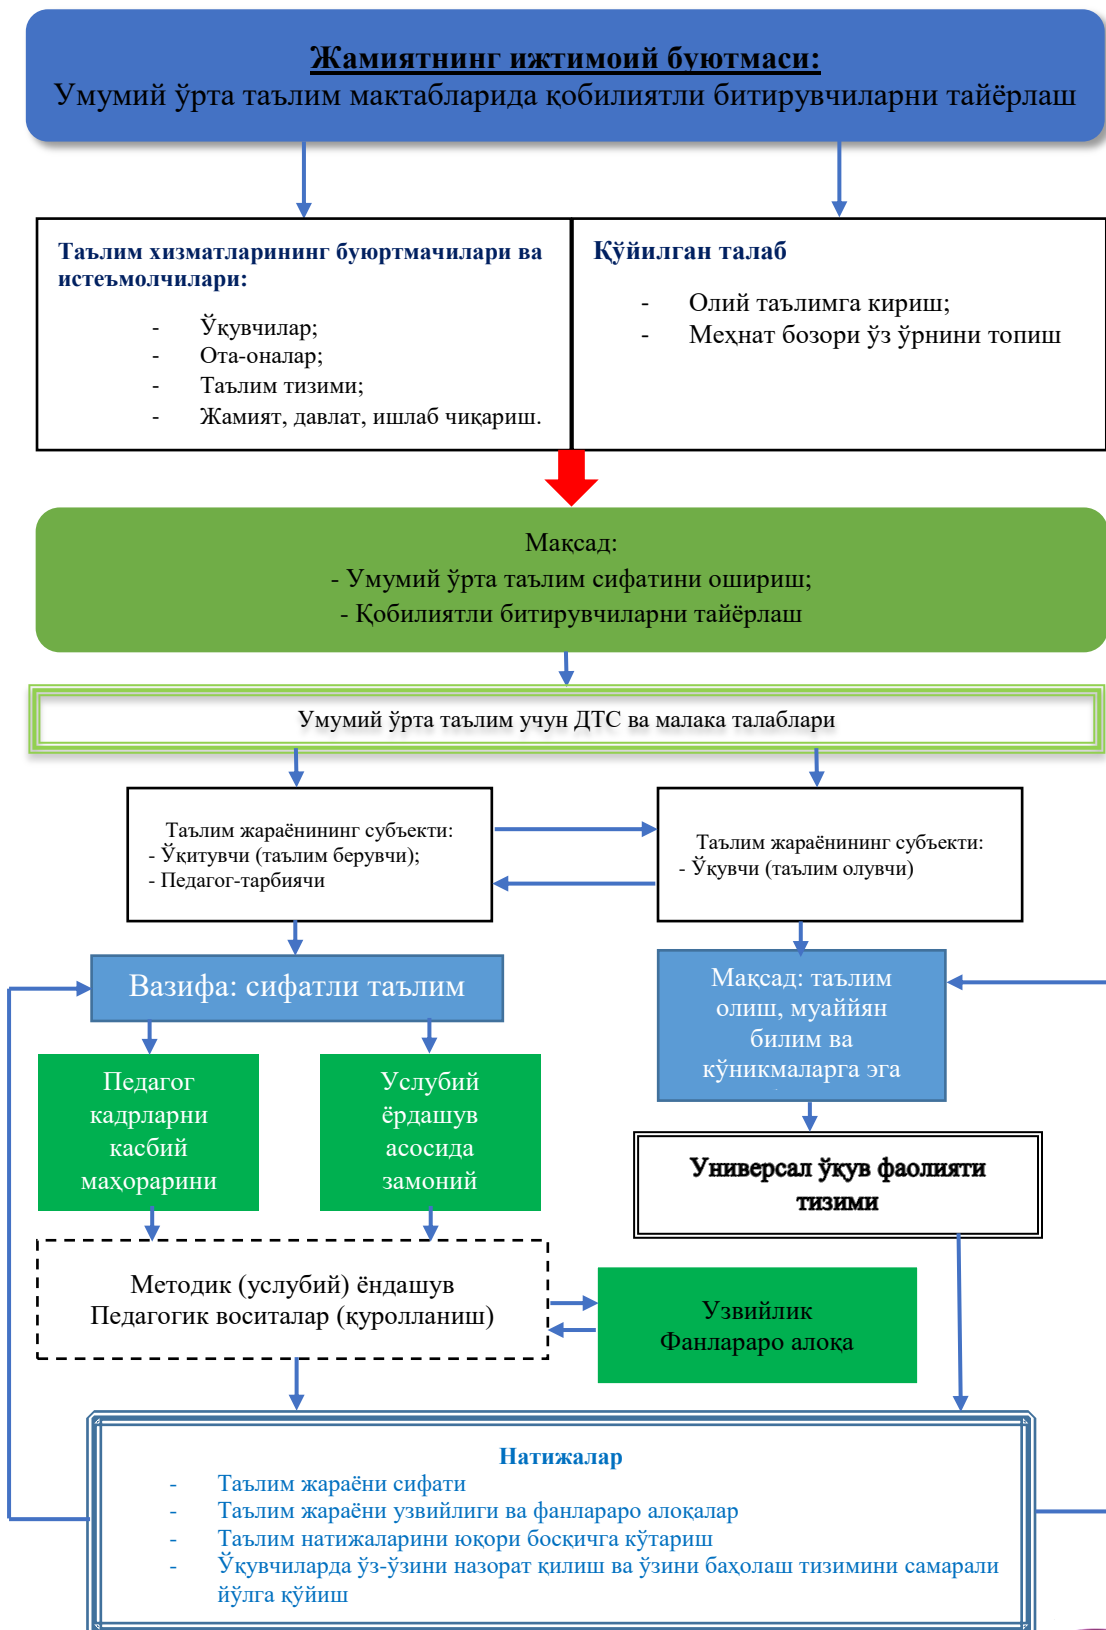 Жамиятнинг ижтимоий буютмаси:
Умумий ўрта таълим мактабларида қобилиятли битирувчиларни тайёрлаш
Таълим хизматларининг буюртмачилари ва
истеъмолчилари:
- Ўқувчилар;
- Ота-оналар;
- Таълим тизими;
- Жамият, давлат, ишлаб чиқариш.
Қўйилган талаб
- Олий таълимга кириш;
- Меҳнат бозори ўз ўрнини топиш
Мақсад:
- Умумий ўрта таълим сифатини ошириш;
- Қобилиятли битирувчиларни тайёрлаш
Умумий ўрта таълим учун ДТС ва малака талаблари
Таълим жараёнининг субъекти:
- Ўқитувчи (таълим берувчи);
- Педагог-тарбиячи
Таълим жараёнининг субъекти:
- Ўқувчи (таълим олувчи)
Вазифа: сифатли таълим
Мақсад: таълим
олиш, муаййян
билим ва
кўникмаларга эга
Педагог
кадрларни
касбий
маҳорарини
Услубий
ёрдашув
асосида
замоний
Универсал ўқув фаолияти
тизими
Методик (услубий) ёндашув
Педагогик воситалар (қуролланиш)
Узвийлик
Фанлараро алоқа
Натижалар
- Таълим жараёни сифати
- Таълим жараёни узвийлиги ва фанлараро алоқалар
- Таълим натижаларини юқори босқичга кўтариш
- Ўқувчиларда ўз-ўзини назорат қилиш ва ўзини баҳолаш тизимини самарали
йўлга қўйиш